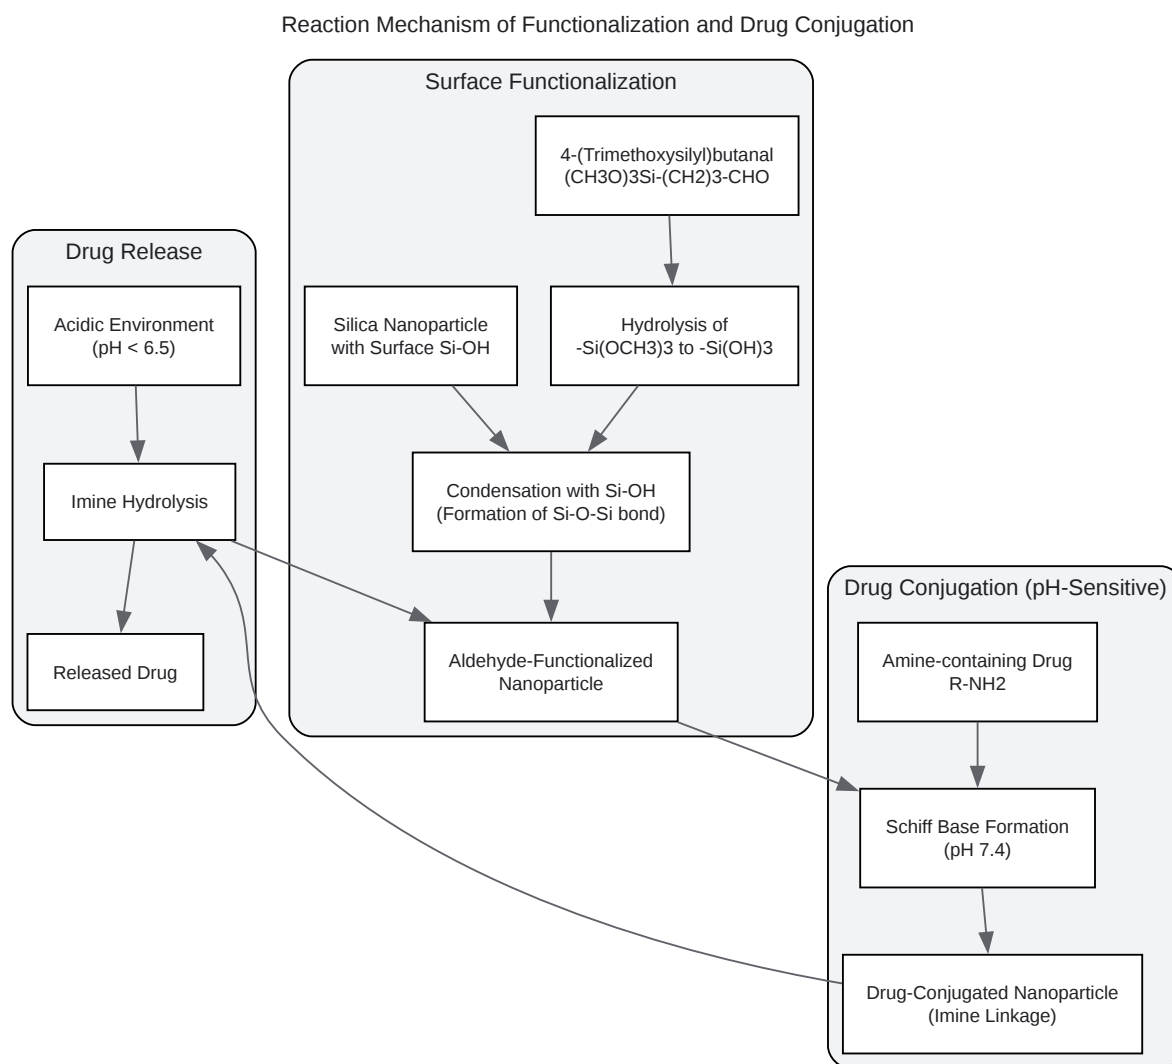 Reaction Mechanism of Functionalization and Drug Conjugation
Surface Functionalization
4-(Trimethoxysilyl)butanal
(CH3O)3Si-(CH2)3-CHO
Silica Nanoparticle
with Surface Si-OH
Hydrolysis of
-Si(OCH3)3 to -Si(OH)3
Condensation with Si-OH
(Formation of Si-O-Si bond)
Aldehyde-Functionalized
Nanoparticle
Drug Release
Acidic Environment
(pH < 6.5)
Imine Hydrolysis
Released Drug
Drug Conjugation (pH-Sensitive)
Amine-containing Drug
R-NH2
Schiff Base Formation
(pH 7.4)
Drug-Conjugated Nanoparticle
(Imine Linkage)